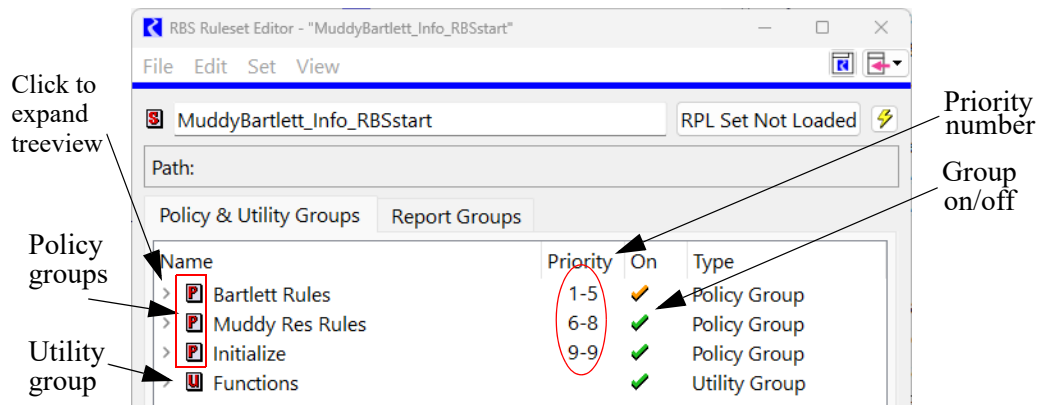 RBS Ruleset Editor - "MuddyBartlett_Info_RBSstart"
File Edit Set View
Click to
expand
treeview
S MuddyBartlett_Info_RBSstart RPL Set Not Loaded
Priority
number
Path:
Group
on/off
Policy & Utility Groups Report Groups
Policy
groups
Name Priority On Type
P Bartlett Rules 1-5 Policy Group
P Muddy Res Rules 6-8 Policy Group
P Initialize 9-9 Policy Group
Utility
group
U Functions Utility Group